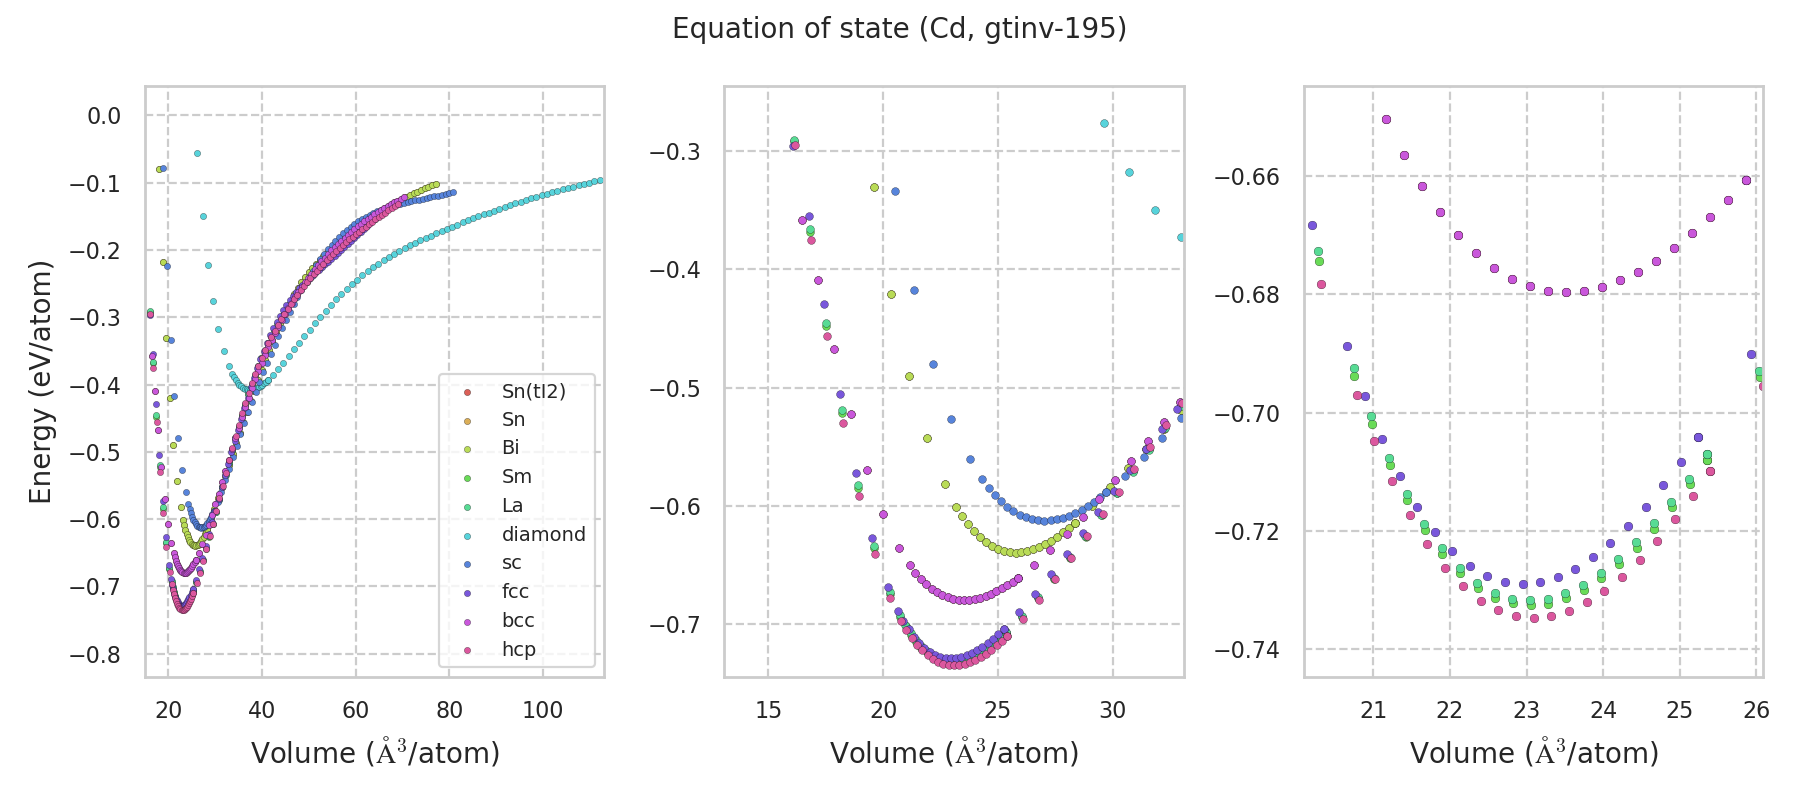 Equation of state (Cd, gtinv-195)
Energy (eV/atom)
0.0
−0.1
−0.2
−0.3
−0.4
−0.5
−0.6
−0.7
−0.8
20 40 60 80 100
Volume (Å³/atom)
Sn(tI2)
Sn
Bi
Sm
La
diamond
sc
fcc
bcc
hcp
−0.3
−0.4
−0.5
−0.6
−0.7
15 20 25 30
Volume (Å³/atom)
−0.66
−0.68
−0.70
−0.72
−0.74
21 22 23 24 25 26
Volume (Å³/atom)